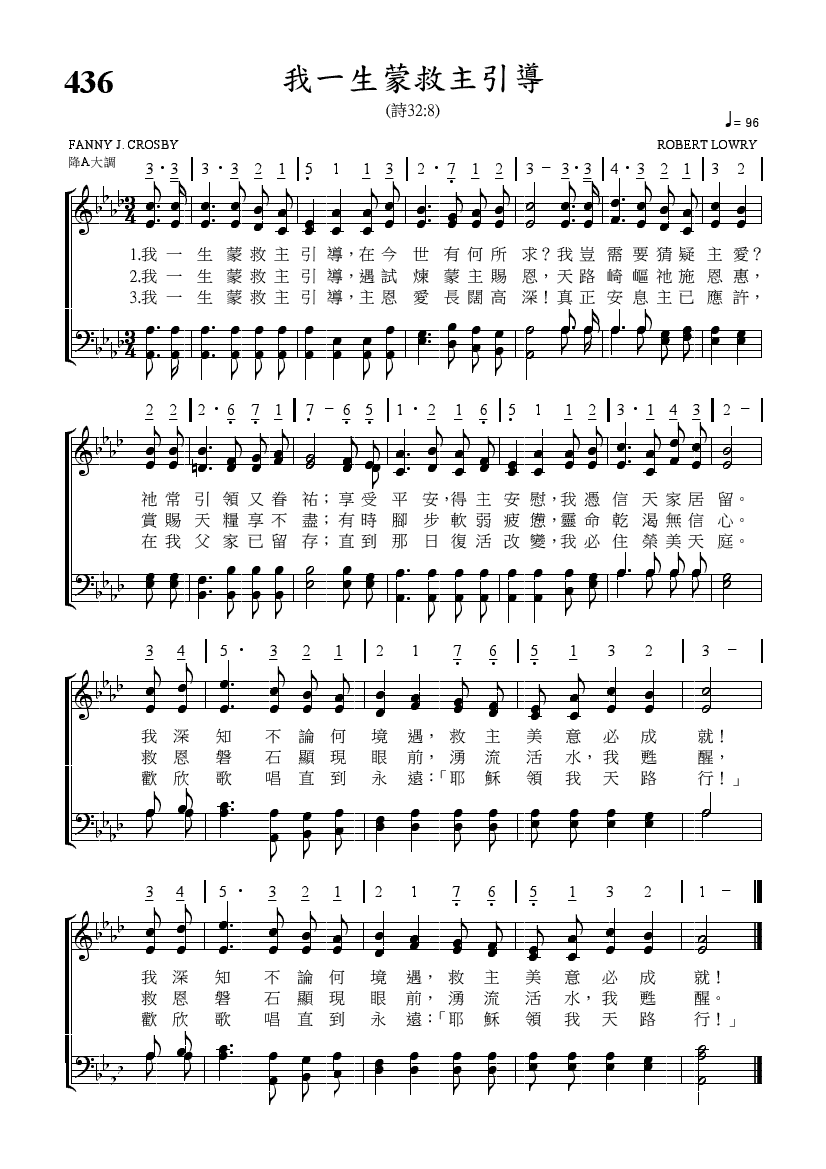 436
我一生蒙救主引導
(詩32:8)
♩= 96
FANNY J. CROSBY
ROBERT LOWRY
降A大調
3·3 | 3·3 2 1 | 5̣ 1 1 3 | 2·7̣ 1 2 | 3 – 3·3 | 4·3 2 1 | 3 2 |
1.我一生蒙救主引導，在今世有何所求？我豈需要猜疑主愛？
2.我一生蒙救主引導，遇試煉蒙主賜恩，天路崎嶇祂施恩惠，
3.我一生蒙救主引導，主恩愛長闊高深！真正安息主已應許，
2 2 | 2·6̣ 7̣ 1 | 7̣ – 6̣ 5̣ | 1·2 1 6̣ | 5̣ 1 1 2 | 3·1 4 3 | 2 – |
祂常引領又眷祐；享受平安，得主安慰，我憑信天家居留。
賞賜天糧享不盡；有時腳步軟弱疲憊，靈命乾渴無信心。
在我父家已留存；直到那日復活改變，我必住榮美天庭。
3 4 | 5· 3 2 1 | 2 1 7̣ 6̣ | 5̣ 1 3 2 | 3 – |
我深知不論何境遇，救主美意必成就！
救恩磐石顯現眼前，湧流活水，我甦醒，
歡欣歌唱直到永遠：「耶穌領我天路行！」
3 4 | 5· 3 2 1 | 2 1 7̣ 6̣ | 5̣ 1 3 2 | 1 –
我深知不論何境遇，救主美意必成就！
救恩磐石顯現眼前，湧流活水，我甦醒。
歡欣歌唱直到永遠：「耶穌領我天路行！」